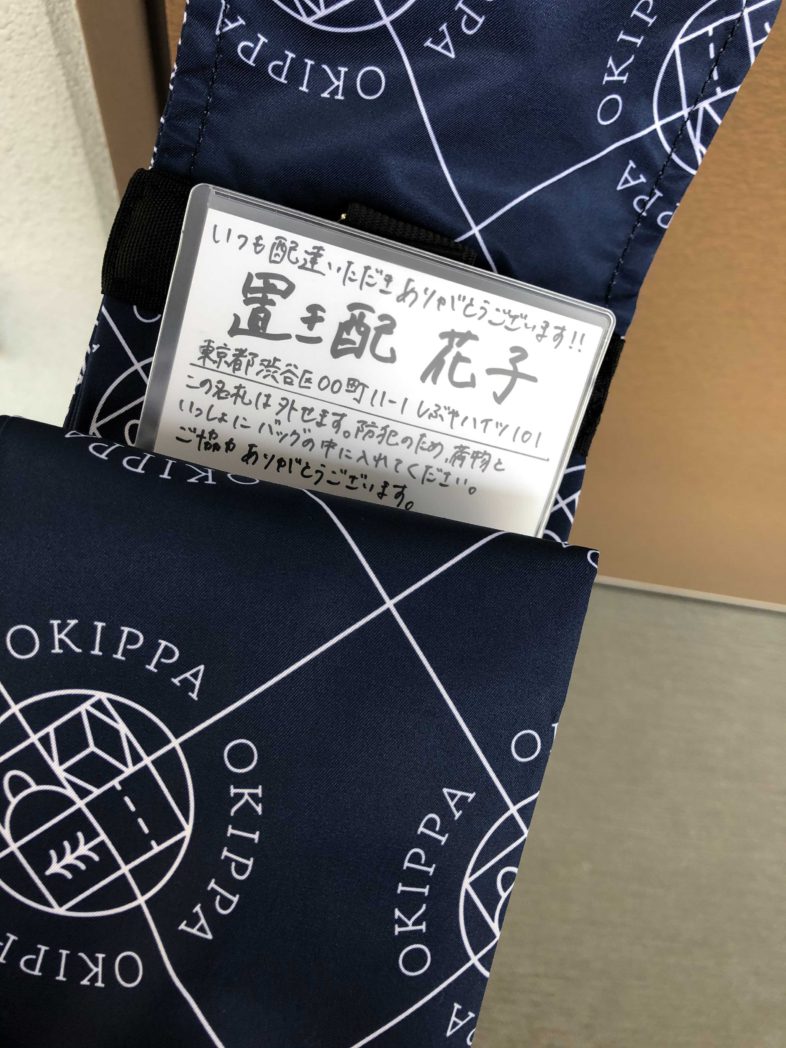 OKIPPA
OKIPPA
OKIPPA
いつも配達いただきありがとうございます!!
置き配 花子
東京都渋谷区〇〇町11-1 しぶやハイツ101
この名札は外せます。防犯のため、荷物と
いっしょにバッグの中に入れてください。
ご協力ありがとうございます。
OKIPPA
OKIPPA
OKIPPA
OKIPPA